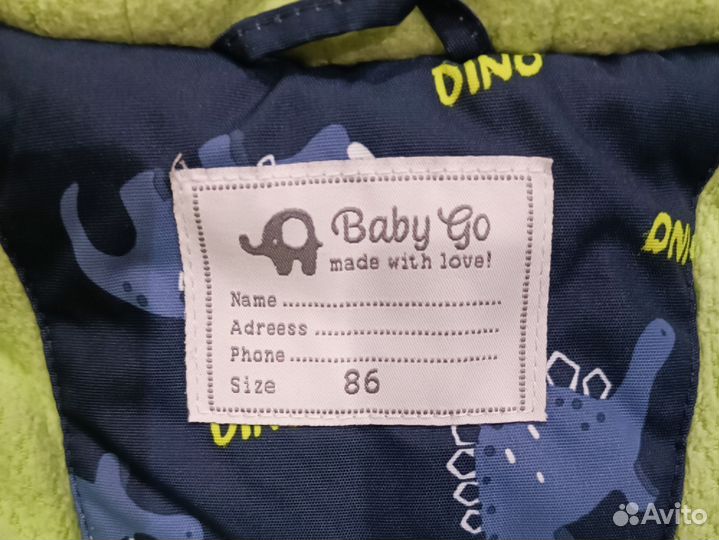 DINO
Baby Go
made with love!
DINO
Name
Adreess
Phone
Size 86
DINO
Avito